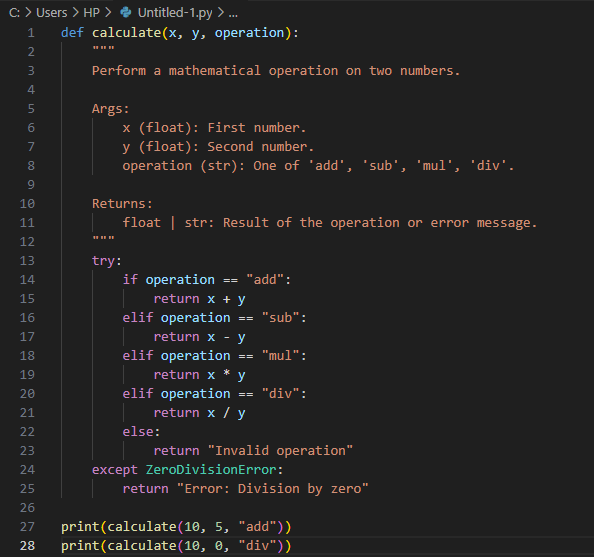 C: > Users > HP > Untitled-1.py > ...
1 def calculate(x, y, operation):
2     """
3     Perform a mathematical operation on two numbers.
4
5     Args:
6         x (float): First number.
7         y (float): Second number.
8         operation (str): One of 'add', 'sub', 'mul', 'div'.
9
10     Returns:
11         float | str: Result of the operation or error message.
12     """
13     try:
14         if operation == "add":
15             return x + y
16         elif operation == "sub":
17             return x - y
18         elif operation == "mul":
19             return x * y
20         elif operation == "div":
21             return x / y
22         else:
23             return "Invalid operation"
24     except ZeroDivisionError:
25         return "Error: Division by zero"
26
27 print(calculate(10, 5, "add"))
28 print(calculate(10, 0, "div"))